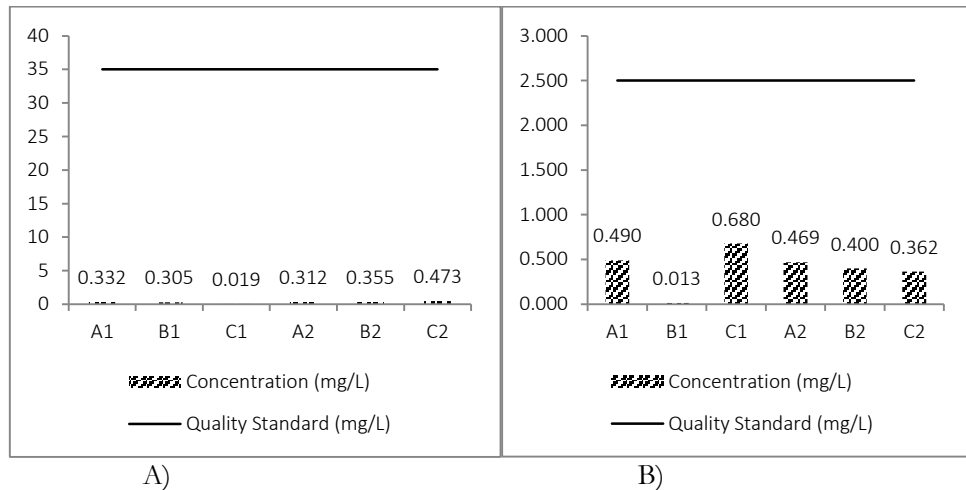 40
35
30
25
20
15
10
5
0
0.332 0.305 0.019 0.312 0.355 0.473
A1 B1 C1 A2 B2 C2
Concentration (mg/L)
Quality Standard (mg/L)
A)
3.000
2.500
2.000
1.500
1.000
0.500
0.000
0.490 0.013 0.680 0.469 0.400 0.362
A1 B1 C1 A2 B2 C2
Concentration (mg/L)
Quality Standard (mg/L)
B)